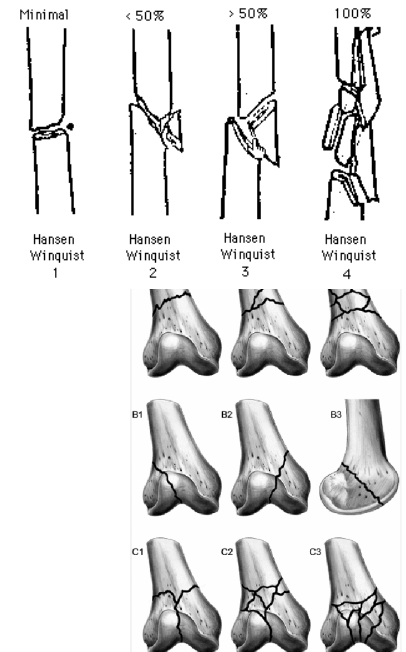 Minimal < 50% > 50% 100%
Hansen Winquist 1
Hansen Winquist 2
Hansen Winquist 3
Hansen Winquist 4
B1 B2 B3
C1 C2 C3